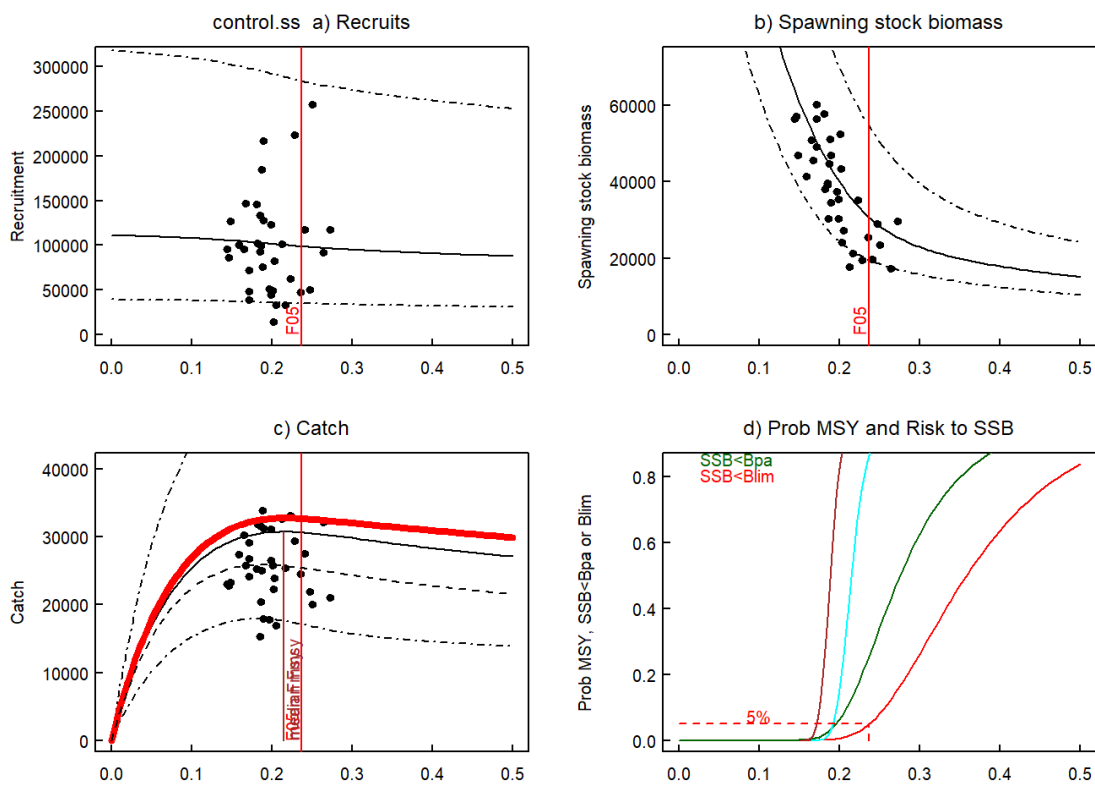 control.ss a) Recruits
Recruitment
300000
250000
200000
150000
100000
50000
0
F05
0.0 0.1 0.2 0.3 0.4 0.5
b) Spawning stock biomass
Spawning stock biomass
60000
40000
20000
0
F05
0.0 0.1 0.2 0.3 0.4 0.5
c) Catch
Catch
40000
30000
20000
10000
0
F05
median Fmsy
0.0 0.1 0.2 0.3 0.4 0.5
d) Prob MSY and Risk to SSB
Prob MSY, SSB<Bpa or Blim
0.8
0.6
0.4
0.2
0.0
SSB<Bpa
SSB<Blim
5%
0.0 0.1 0.2 0.3 0.4 0.5